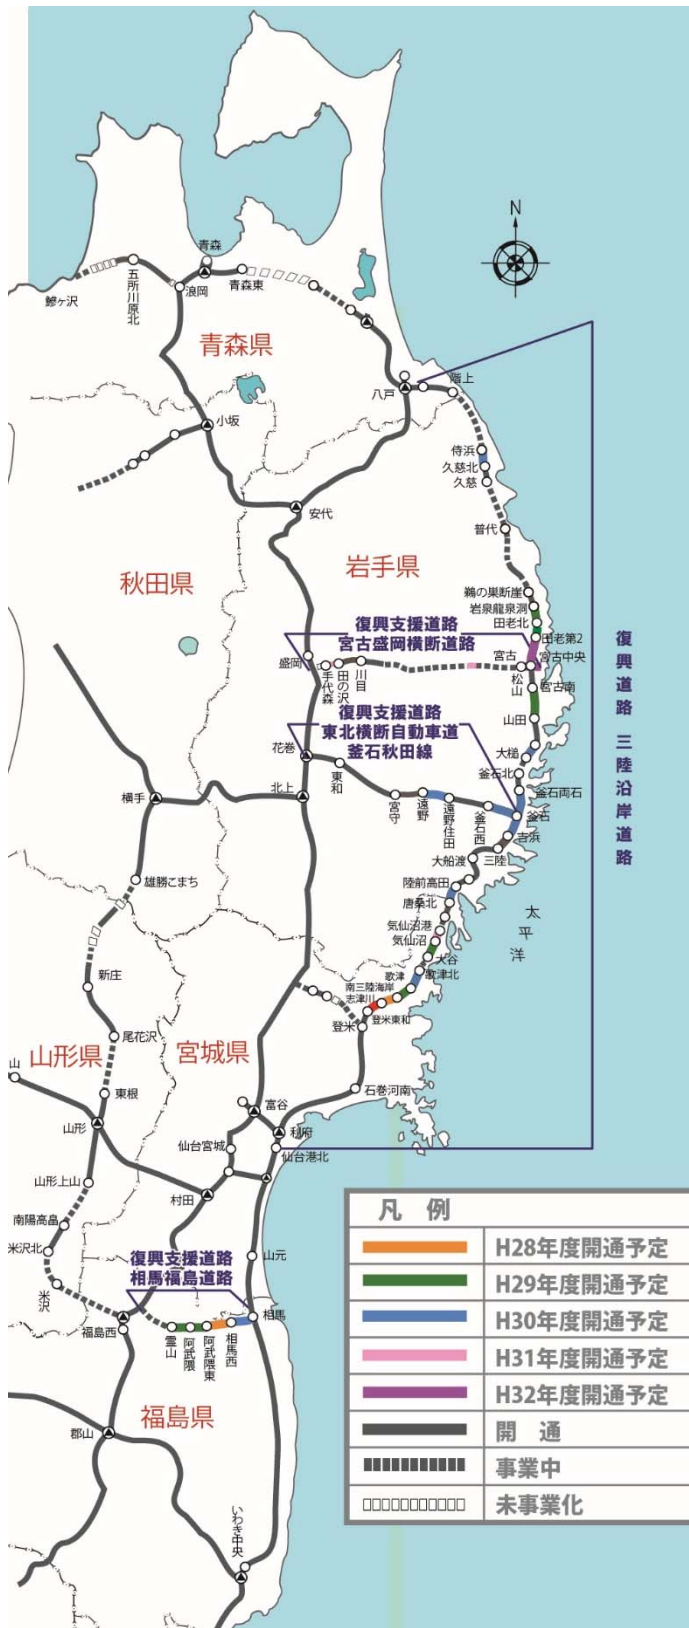 N
青森
青森東
五所川原北
浪岡
鰺ヶ沢
青森県
八戸
階上
小坂
侍浜
久慈北
久慈
安代
普代
岩手県
秋田県
鵜の巣断崖
岩泉龍泉洞
田老北
田老第2
復興支援道路
宮古盛岡横断道路
宮古
宮古中央
盛岡
手代森
田の沢
川目
松山
宮古南
復興支援道路
東北横断自動車道
釜石秋田線
山田
大槌
花巻
東和
釜石北
釜石両石
復興道路 三陸沿岸道路
横手
北上
宮守
遠野
遠野住田
釜石西
釜石
吉浜
大船渡
三陸
雄勝こまち
陸前高田
唐桑北
太平洋
気仙沼港
気仙沼
大谷
歌津北
歌津
新庄
南三陸海岸
志津川
登米東和
登米
尾花沢
山形県
宮城県
山
東根
石巻河南
富谷
山形
利府
仙台宮城
仙台港北
山形上山
村田
南陽高畠
米沢北
復興支援道路
相馬福島道路
山元
米沢
相馬
福島西
霊山
阿武隈
阿武隈東
相馬西
福島県
郡山
いわき中央
凡 例
H28年度開通予定
H29年度開通予定
H30年度開通予定
H31年度開通予定
H32年度開通予定
開 通
事業中
未事業化